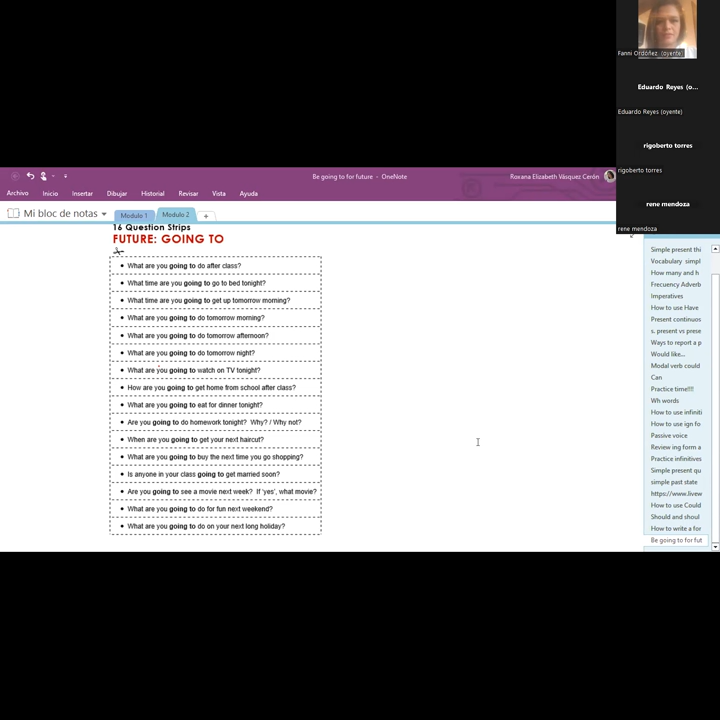 Fanni Ordóñez (oyente)
Eduardo Reyes (o...
Eduardo Reyes (oyente)
rigoberto torres
rigoberto torres
rene mendoza
rene mendoza
Be going to for future - OneNote
Roxana Elizabeth Vásquez Cerón
Archivo Inicio Insertar Dibujar Historial Revisar Vista Ayuda
Mi bloc de notas Modulo 1 Modulo 2 +
16 Question Strips
FUTURE: GOING TO
• What are you going to do after class?
• What time are you going to go to bed tonight?
• What time are you going to get up tomorrow morning?
• What are you going to do tomorrow morning?
• What are you going to do tomorrow afternoon?
• What are you going to do tomorrow night?
• What are you going to watch on TV tonight?
• How are you going to get home from school after class?
• What are you going to eat for dinner tonight?
• Are you going to do homework tonight? Why? / Why not?
• When are you going to get your next haircut?
• What are you going to buy the next time you go shopping?
• Is anyone in your class going to get married soon?
• Are you going to see a movie next week? If 'yes', what movie?
• What are you going to do for fun next weekend?
• What are you going to do on your next long holiday?
Simple present thi
Vocabulary simpl
How many and h
Frecuency Adverb
Imperatives
How to use Have
Present continuos
s. present vs prese
Ways to report a p
Would like...
Modal verb could
Can
Practice time!!!!
Wh words
How to use infiniti
How to use ign fo
Passive voice
Review ing form a
Practice infinitives
Simple present qu
simple past state
https://www.livew
How to use Could
Should and shoul
How to write a for
Be going to for fut